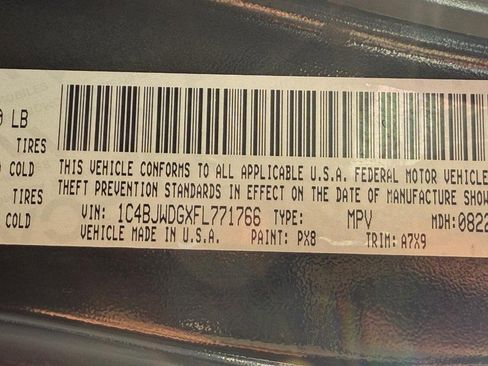 LB
TIRES
COLD
TIRES
COLD
THIS VEHICLE CONFORMS TO ALL APPLICABLE U.S.A. FEDERAL MOTOR VEHICLE
THEFT PREVENTION STANDARDS IN EFFECT ON THE DATE OF MANUFACTURE SHOW
VIN: 1C4BJWDGXFL771766 TYPE: MPV MDH:0822
VEHICLE MADE IN U.S.A. PAINT: PX8 TRIM: A7X9